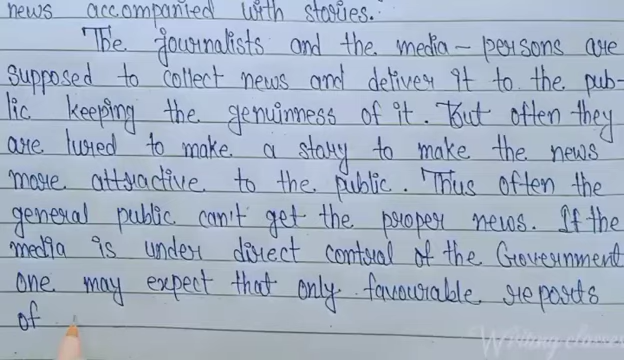 news accompanied with stories.
The journalists and the media - persons are
supposed to collect news and deliver it to the pub-
lic keeping the genuinness of it. But often they
are lured to make a story to make the news
more attractive to the public. Thus often the
general public can't get the proper news. If the
media is under direct control of the Government
one may expect that only favourable reports
of
Writing